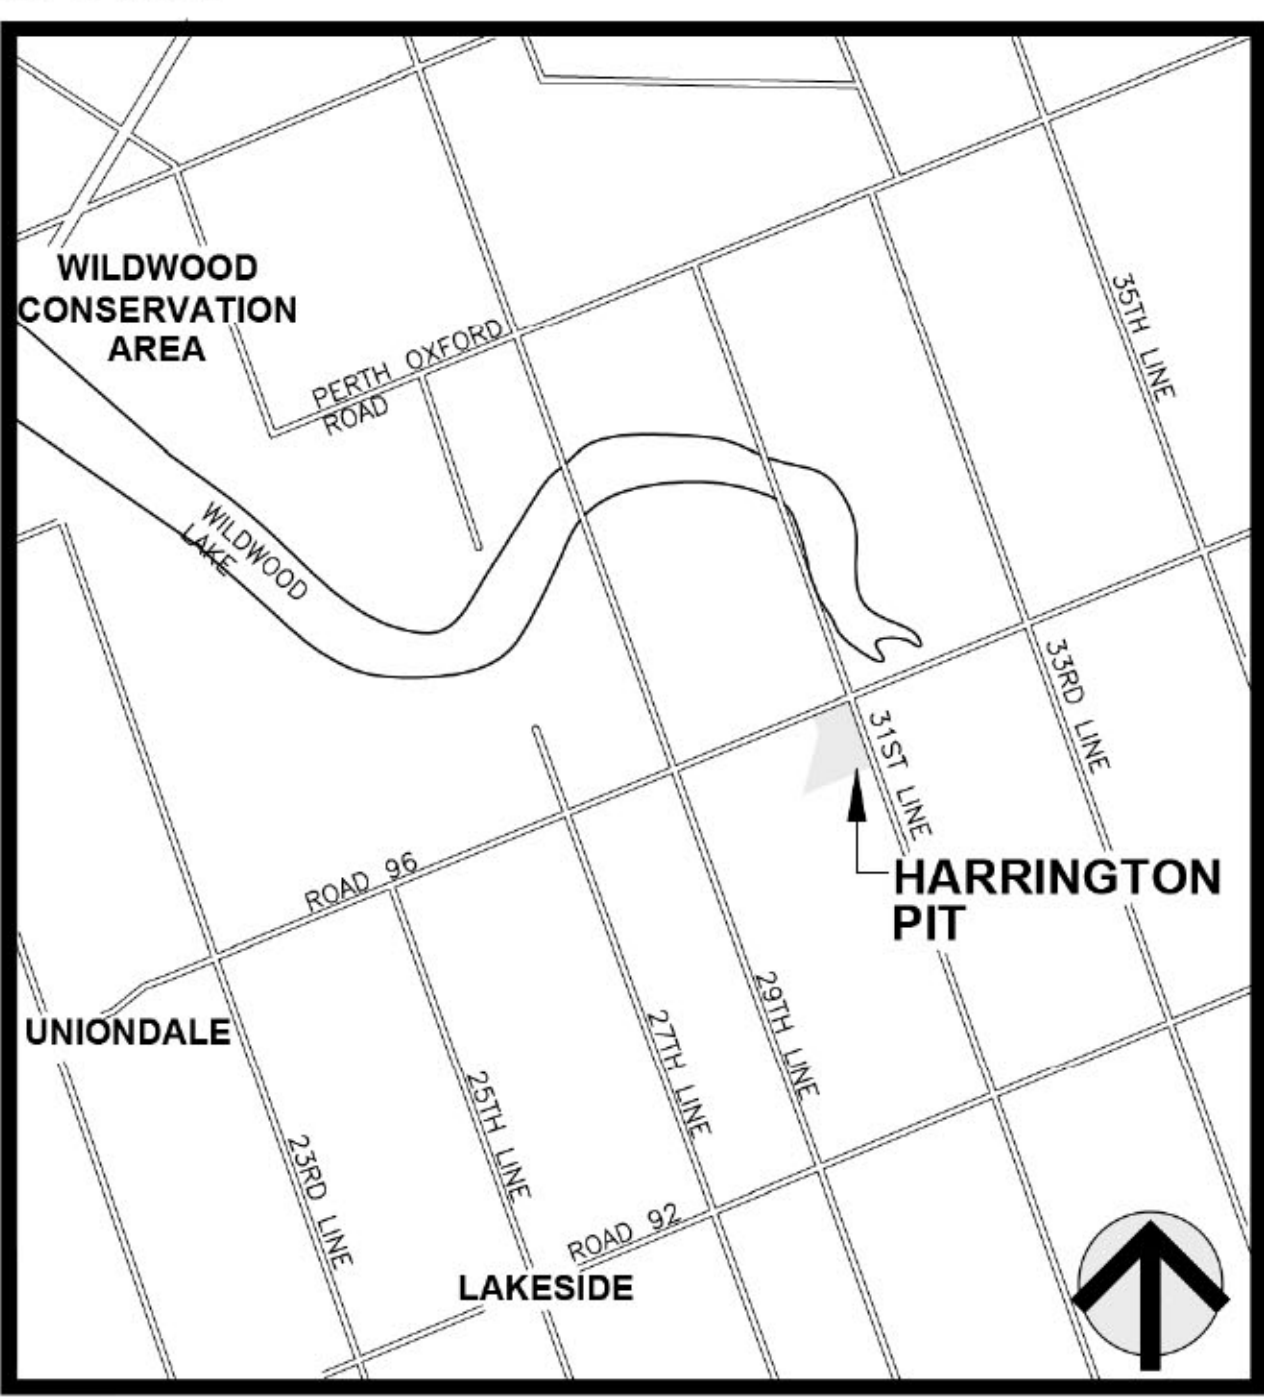 WILDWOOD
CONSERVATION
AREA
35TH LINE
PERTH OXFORD
ROAD
WILDWOOD
LAKE
33RD LINE
31ST LINE
ROAD 96
HARRINGTON
PIT
29TH LINE
27TH LINE
UNIONDALE
25TH LINE
23RD LINE
ROAD 92
LAKESIDE